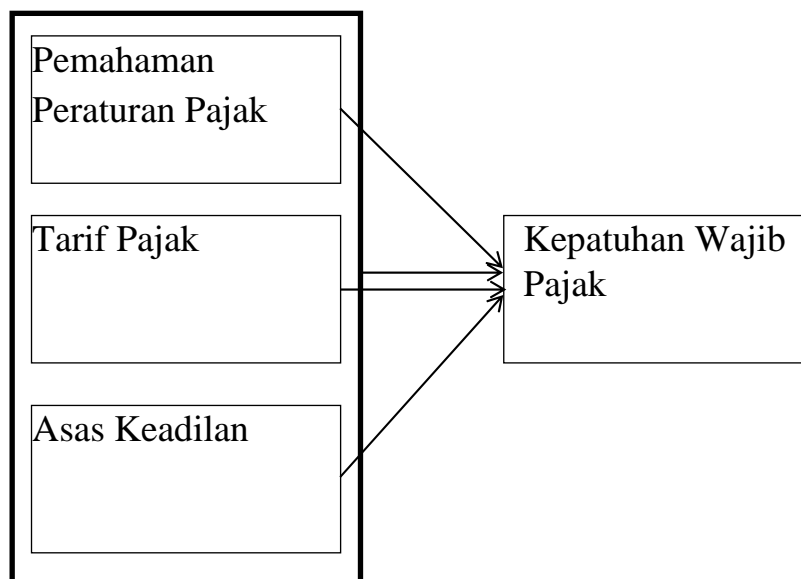 Pemahaman
Peraturan Pajak
Tarif Pajak
Kepatuhan Wajib
Pajak
Asas Keadilan